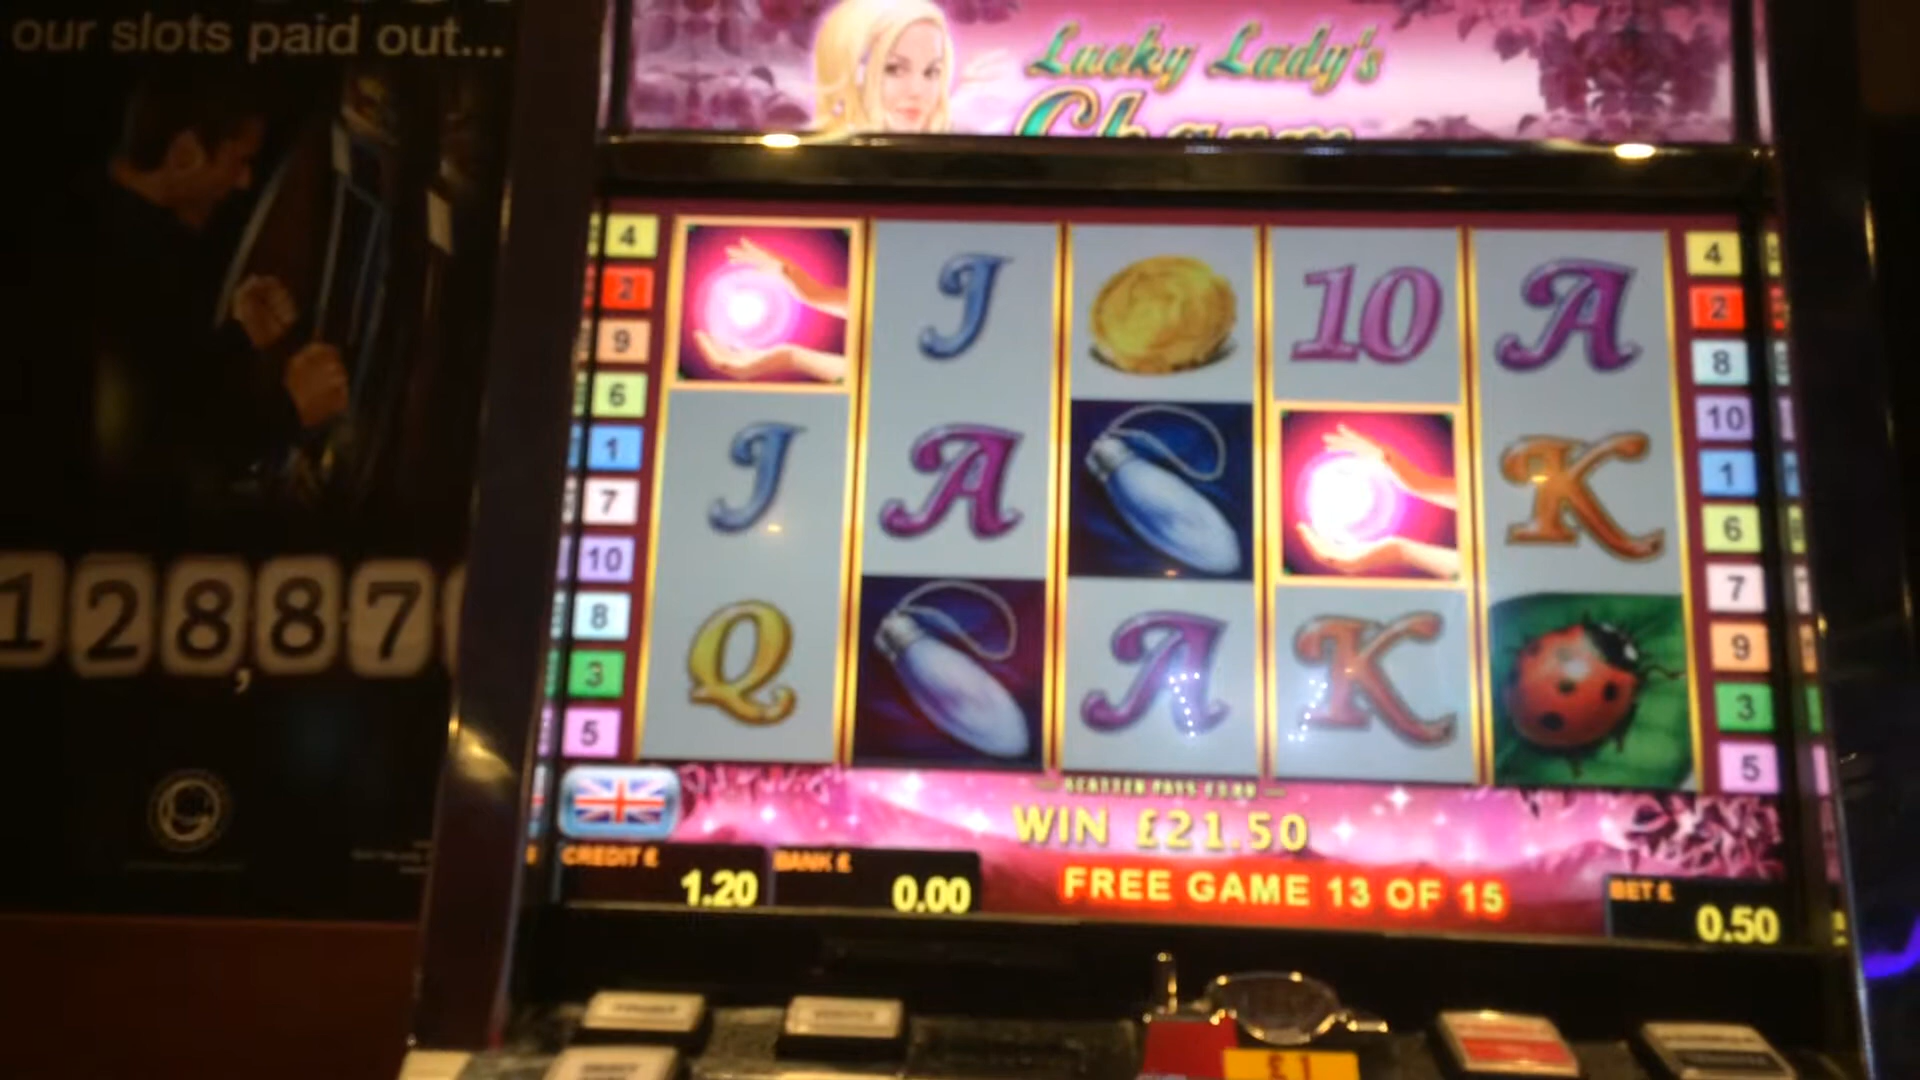 our slots paid out...
128,87
Lucky Lady's
Charm
4
2
9
6
1
7
10
8
3
5
J 10 A
J A K
Q A K
4
2
8
10
1
6
7
9
3
5
WIN £21.50
CREDIT £
1.20
BANK £
0.00
FREE GAME 13 OF 15
BET £
0.50
£1